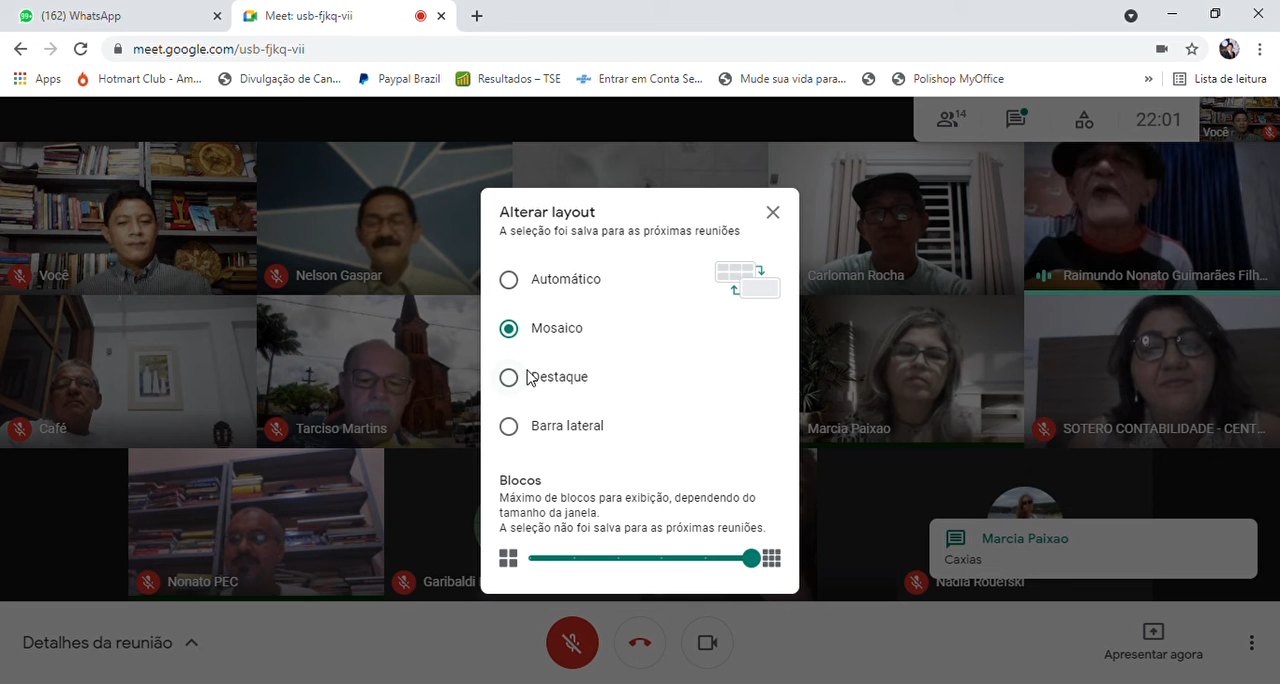 99+ (162) WhatsApp
Meet: usb-fjkq-vii
meet.google.com/usb-fjkq-vii
Apps Hotmart Club - Am... Divulgação de Can... Paypal Brazil Resultados – TSE Entrar em Conta Se... Mude sua vida para... Polishop MyOffice » Lista de leitura
14 22:01
Você
Você
Nelson Gaspar
Carloman Rocha
Raimundo Nonato Guimarães Filh...
Café
Tarciso Martins
Marcia Paixao
SOTERO CONTABILIDADE - CENT...
Nonato PEC
Garibaldi
Nadia Rouefski
Alterar layout
A seleção foi salva para as próximas reuniões
Automático
Mosaico
Destaque
Barra lateral
Blocos
Máximo de blocos para exibição, dependendo do
tamanho da janela.
A seleção não foi salva para as próximas reuniões.
Marcia Paixao
Caxias
Detalhes da reunião
Apresentar agora